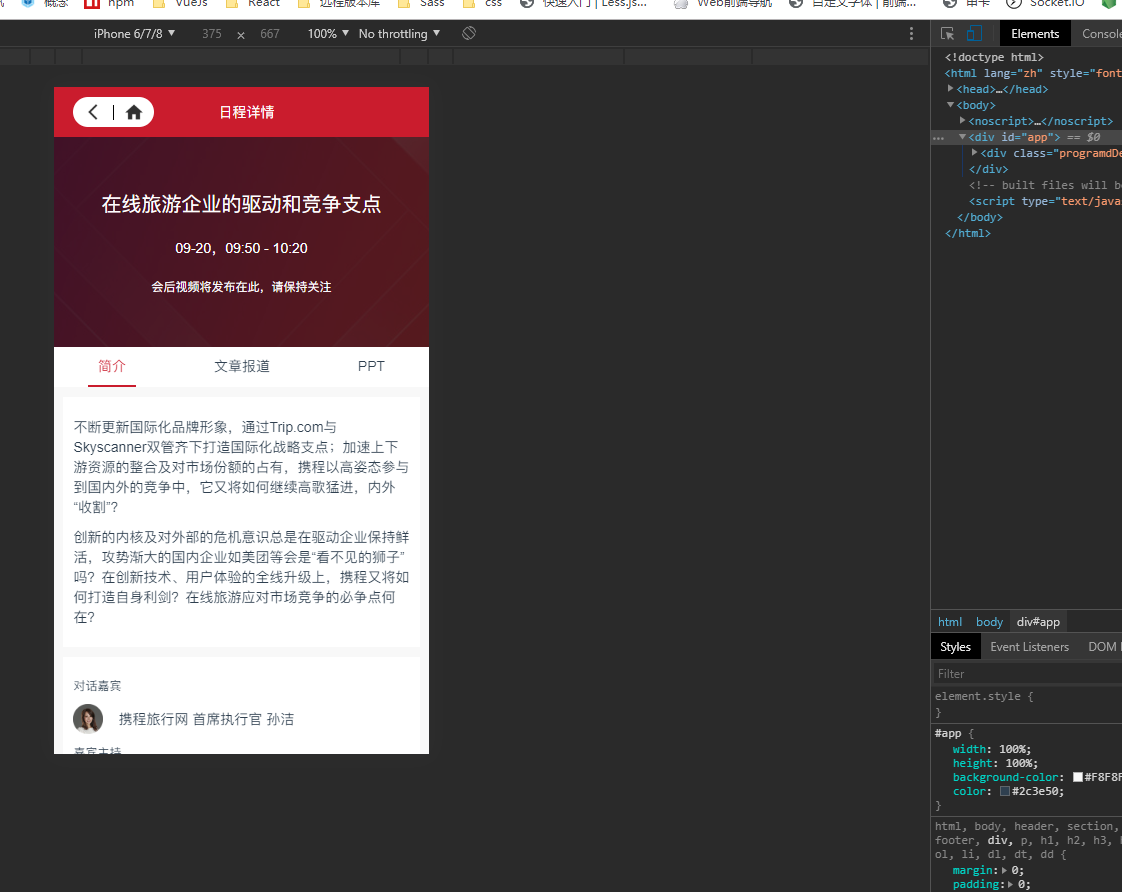 概念 npm VueJs React 远程版本库 Sass css 快速入门 | Less.js... Web前端导航 自定义字体 | 前端... 申卡 Socket.IO
iPhone 6/7/8 ▼ 375 × 667 100% ▼ No throttling ▼
Elements Console
<!doctype html>
<html lang="zh" style="font
<head>…</head>
<body>
<noscript>…</noscript>
<div id="app"> == $0
<div class="programdDe
</div>
<!-- built files will be
<script type="text/java
</body>
</html>
日程详情
在线旅游企业的驱动和竞争支点
09-20，09:50 - 10:20
会后视频将发布在此，请保持关注
简介 文章报道 PPT
不断更新国际化品牌形象，通过Trip.com与
Skyscanner双管齐下打造国际化战略支点；加速上下
游资源的整合及对市场份额的占有，携程以高姿态参与
到国内外的竞争中，它又将如何继续高歌猛进，内外
“收割”？
创新的内核及对外部的危机意识总是在驱动企业保持鲜
活，攻势渐大的国内企业如美团等会是“看不见的狮子”
吗？在创新技术、用户体验的全线升级上，携程又将如
何打造自身利剑？在线旅游应对市场竞争的必争点何
在？
对话嘉宾
携程旅行网 首席执行官 孙洁
嘉宾主持
html body div#app
Styles Event Listeners DOM
Filter
element.style {
}
#app {
width: 100%;
height: 100%;
background-color: #F8F8F
color: #2c3e50;
}
html, body, header, section,
footer, div, p, h1, h2, h3,
ol, li, dl, dt, dd {
margin: 0;
padding: 0;